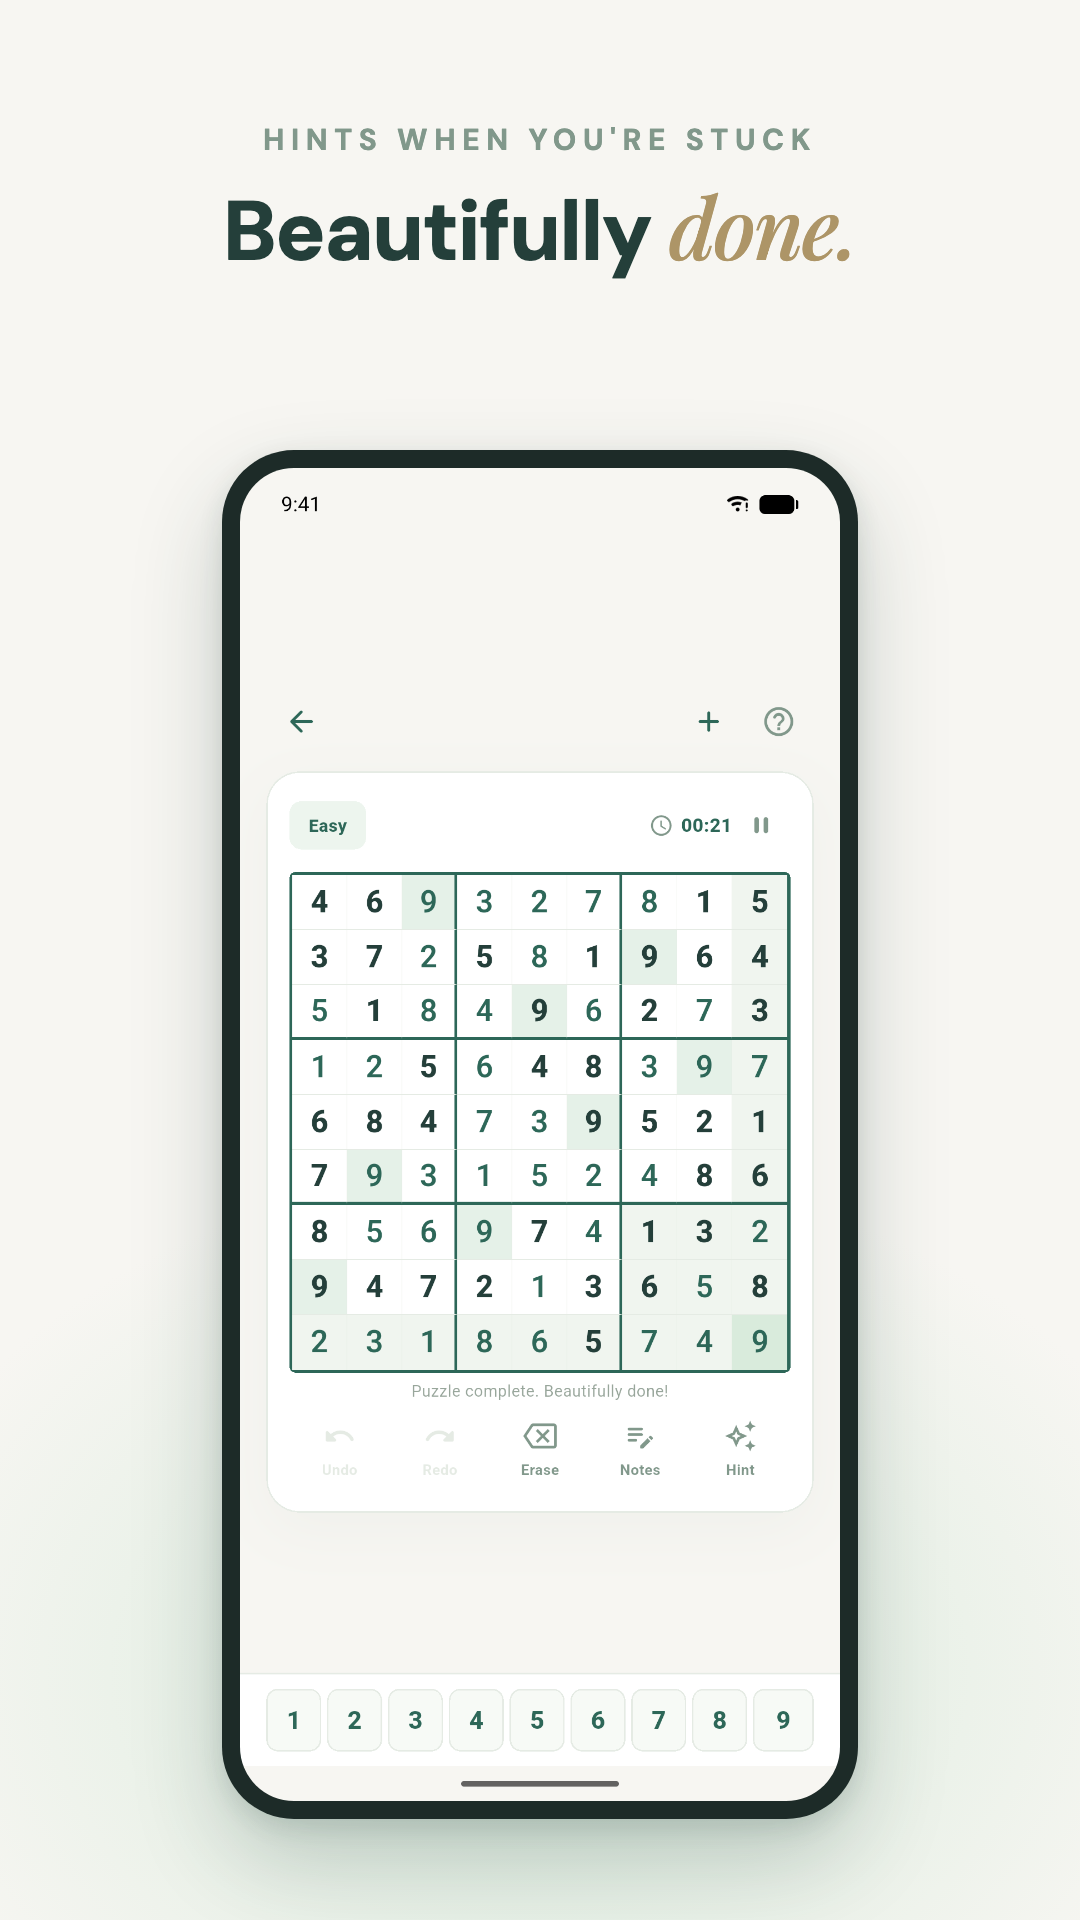 HINTS WHEN YOU'RE STUCK
Beautifully done.
9:41
Easy
00:21
4 6 9 3 2 7 8 1 5
3 7 2 5 8 1 9 6 4
5 1 8 4 9 6 2 7 3
1 2 5 6 4 8 3 9 7
6 8 4 7 3 9 5 2 1
7 9 3 1 5 2 4 8 6
8 5 6 9 7 4 1 3 2
9 4 7 2 1 3 6 5 8
2 3 1 8 6 5 7 4 9
Puzzle complete. Beautifully done!
Undo Redo Erase Notes Hint
1 2 3 4 5 6 7 8 9